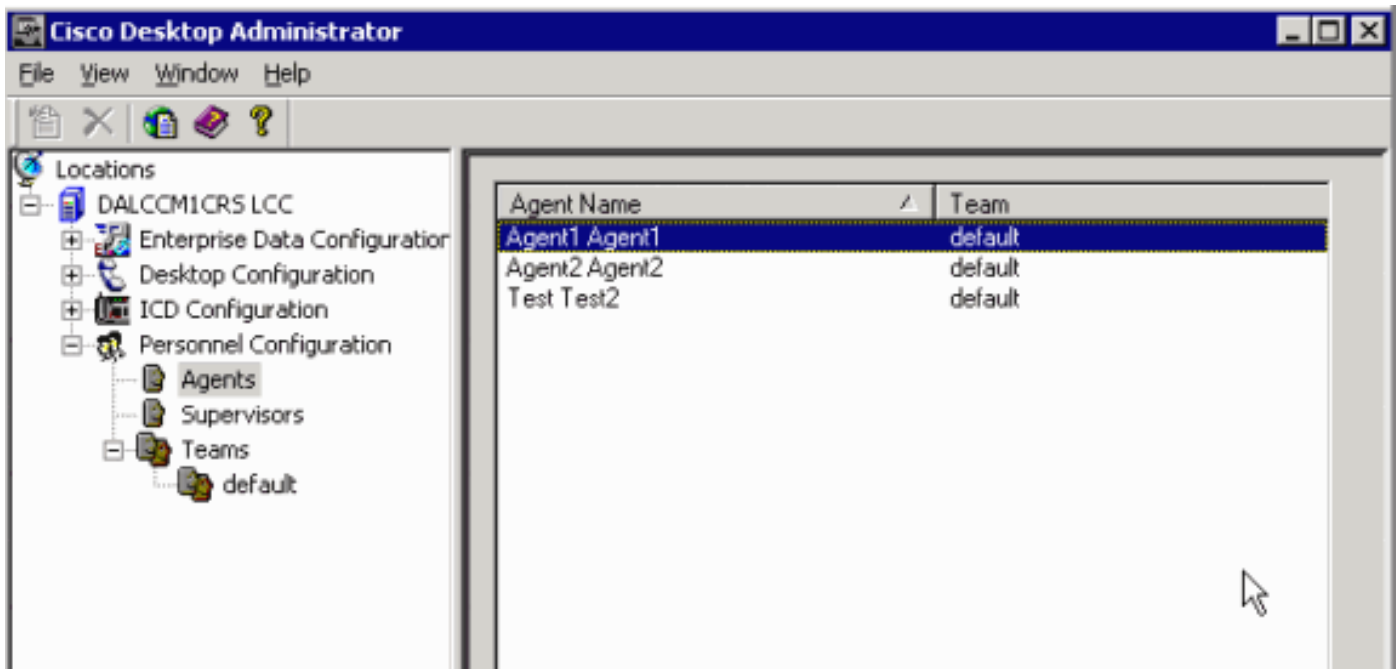 Cisco Desktop Administrator
File View Window Help
Locations
DALCCM1CRS LCC
Enterprise Data Configuration
Desktop Configuration
ICD Configuration
Personnel Configuration
Agents
Supervisors
Teams
default
Agent Name Team
Agent1 Agent1 default
Agent2 Agent2 default
Test Test2 default